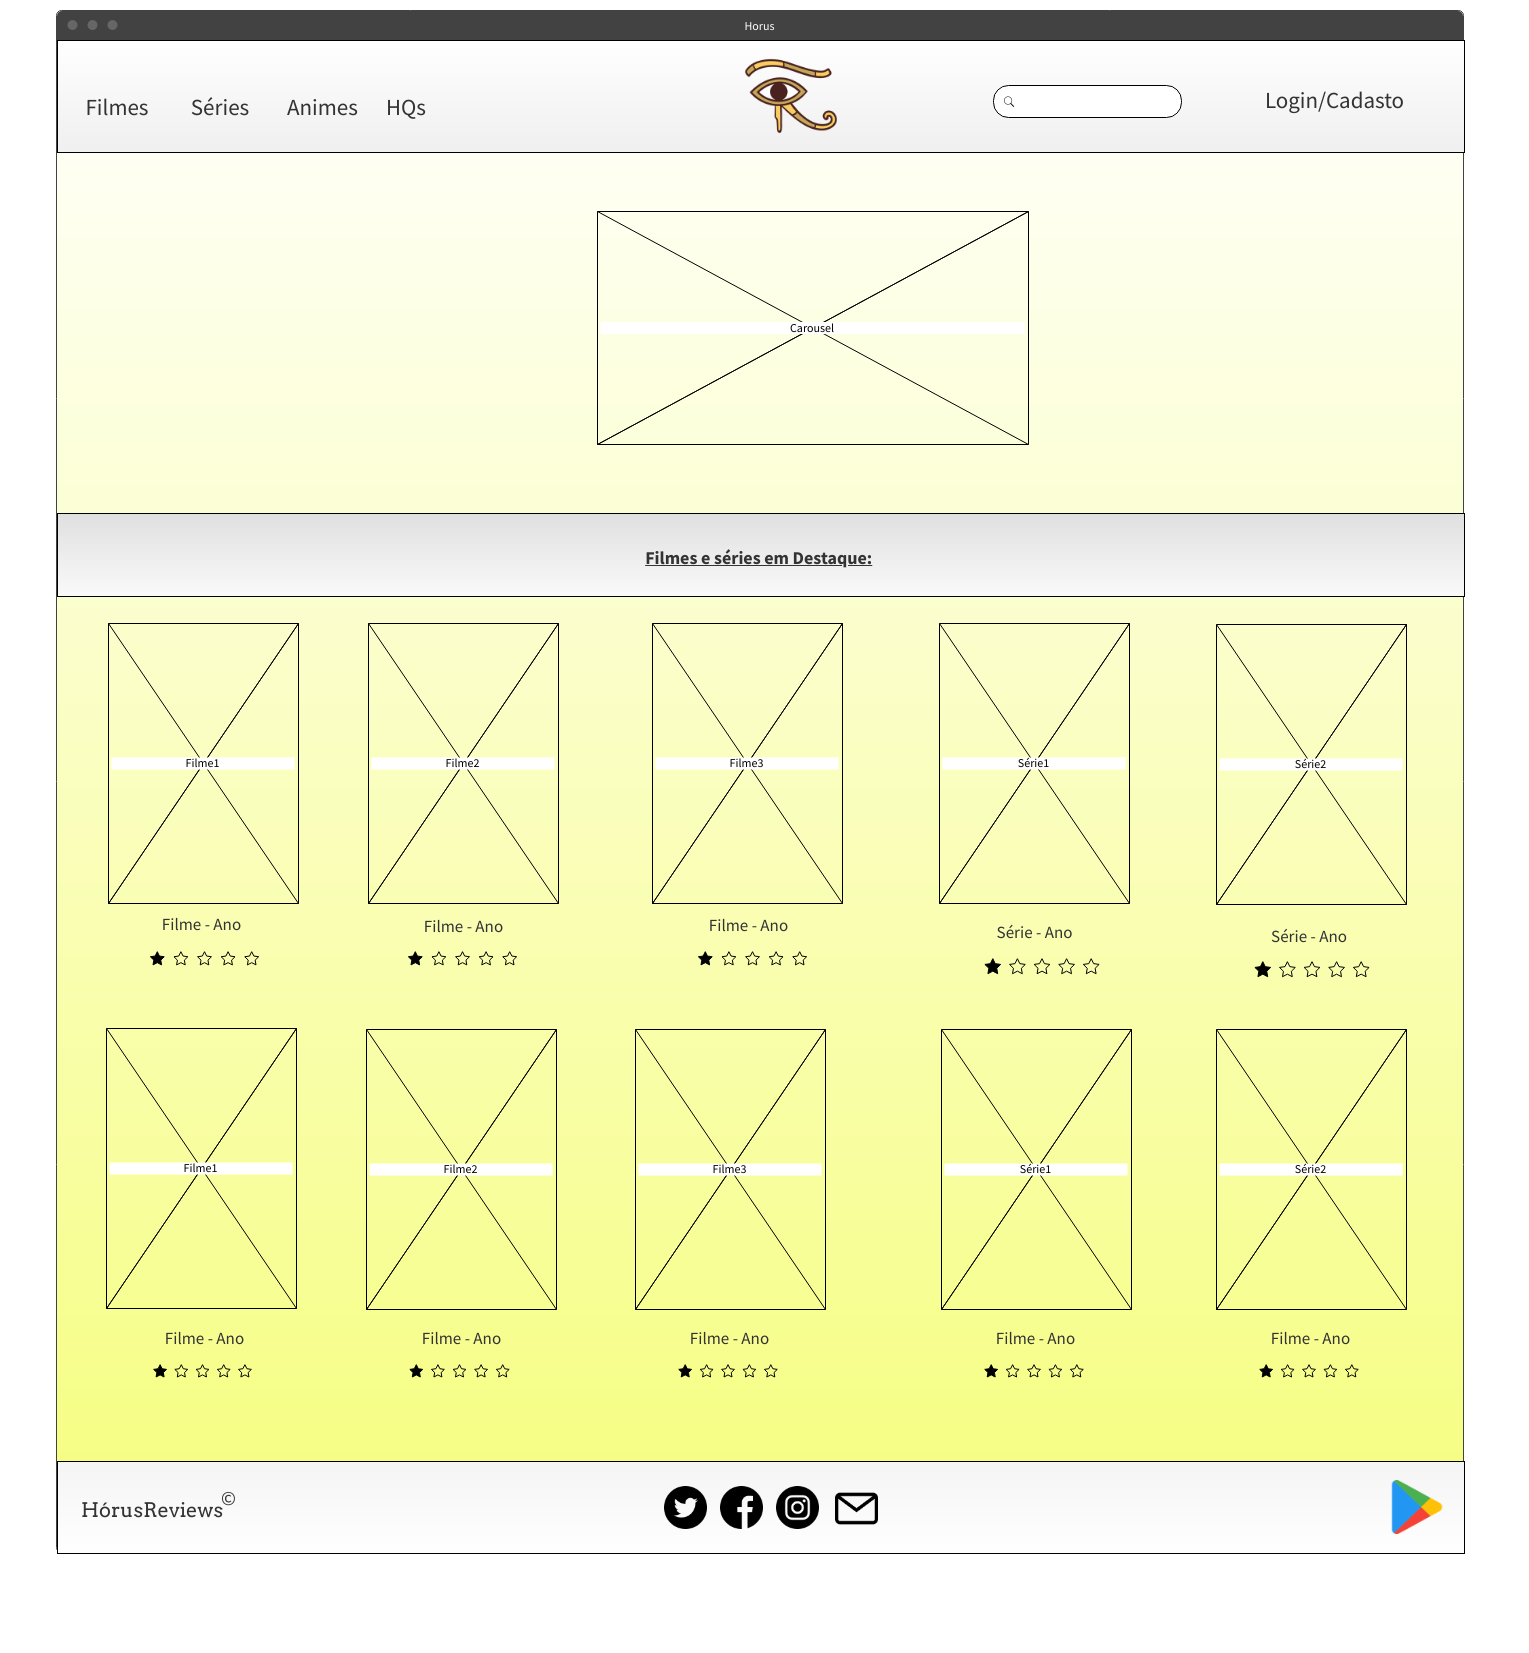 Horus
Filmes Séries Animes HQs
Login/Cadasto
Carousel
Filmes e séries em Destaque:
Filme1 Filme2 Filme3 Série1 Série2
Filme - Ano Filme - Ano Filme - Ano Série - Ano Série - Ano
Filme1 Filme2 Filme3 Série1 Série2
Filme - Ano Filme - Ano Filme - Ano Filme - Ano Filme - Ano
HórusReviews©